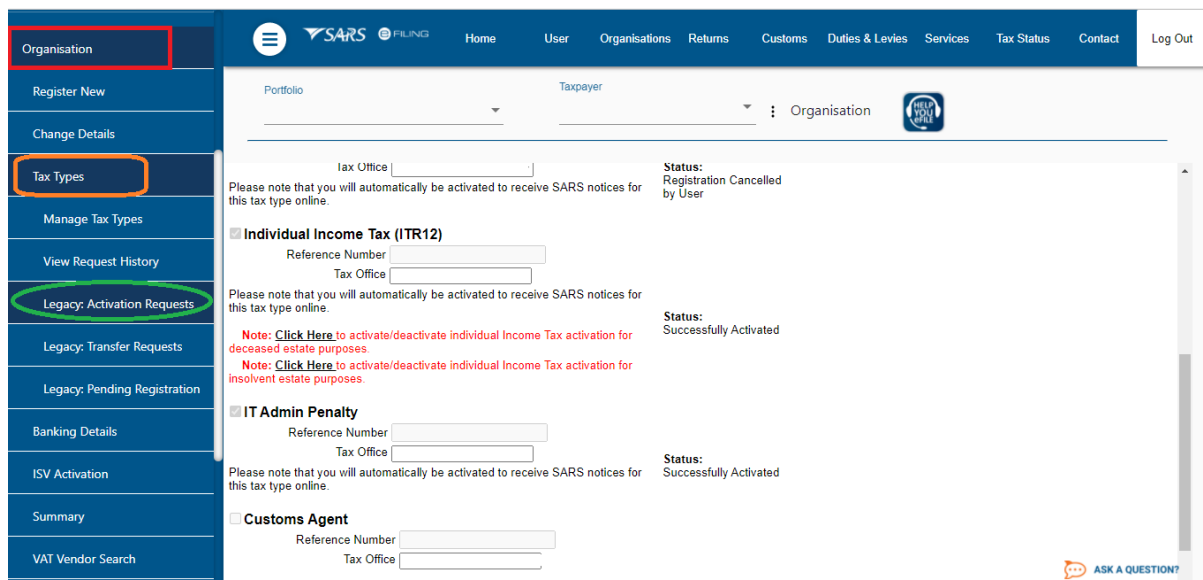 Organisation
Register New
Change Details
Tax Types
Manage Tax Types
View Request History
Legacy: Activation Requests
Legacy: Transfer Requests
Legacy: Pending Registration
Banking Details
ISV Activation
Summary
VAT Vendor Search
SARS eFILING Home User Organisations Returns Customs Duties & Levies Services Tax Status Contact Log Out
Portfolio Taxpayer
Organisation
HELP YOU eFILE
Tax Office
Please note that you will automatically be activated to receive SARS notices for
this tax type online.
Status:
Registration Cancelled
by User
Individual Income Tax (ITR12)
Reference Number
Tax Office
Please note that you will automatically be activated to receive SARS notices for
this tax type online.
Note: Click Here to activate/deactivate individual Income Tax activation for
deceased estate purposes.
Note: Click Here to activate/deactivate individual Income Tax activation for
insolvent estate purposes.
Status:
Successfully Activated
IT Admin Penalty
Reference Number
Tax Office
Please note that you will automatically be activated to receive SARS notices for
this tax type online.
Status:
Successfully Activated
Customs Agent
Reference Number
Tax Office
ASK A QUESTION?